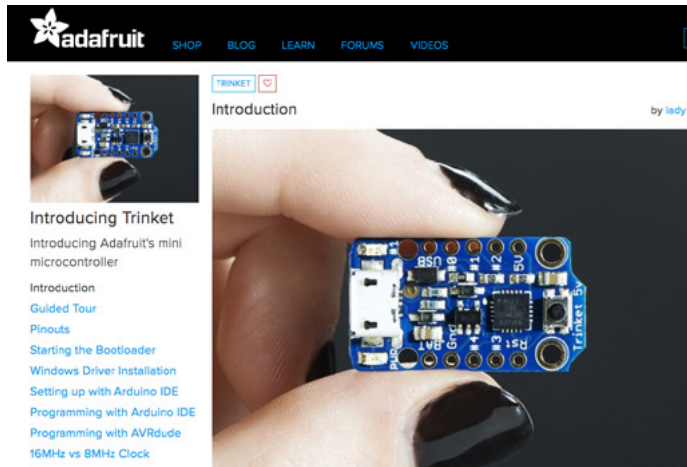 adafruit
SHOP BLOG LEARN FORUMS VIDEOS
TRINKET
Introduction
by lady
Introducing Trinket
Introducing Adafruit's mini
microcontroller
Introduction
Guided Tour
Pinouts
Starting the Bootloader
Windows Driver Installation
Setting up with Arduino IDE
Programming with Arduino IDE
Programming with AVRdude
16MHz vs 8MHz Clock
USB #0 #1 #2 5V
Trinket 5v
PWR BAT Gnd #4 #3 Rst